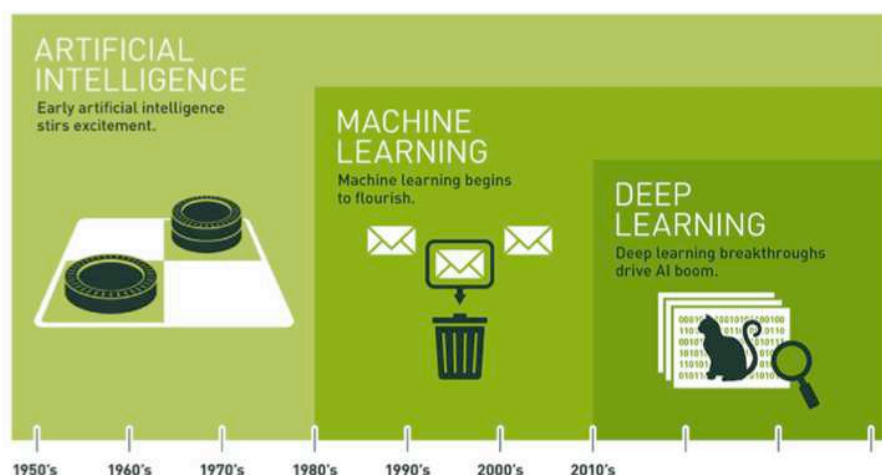 ARTIFICIAL
INTELLIGENCE
Early artificial intelligence
stirs excitement.
MACHINE
LEARNING
Machine learning begins
to flourish.
DEEP
LEARNING
Deep learning breakthroughs
drive AI boom.
1950's 1960's 1970's 1980's 1990's 2000's 2010's